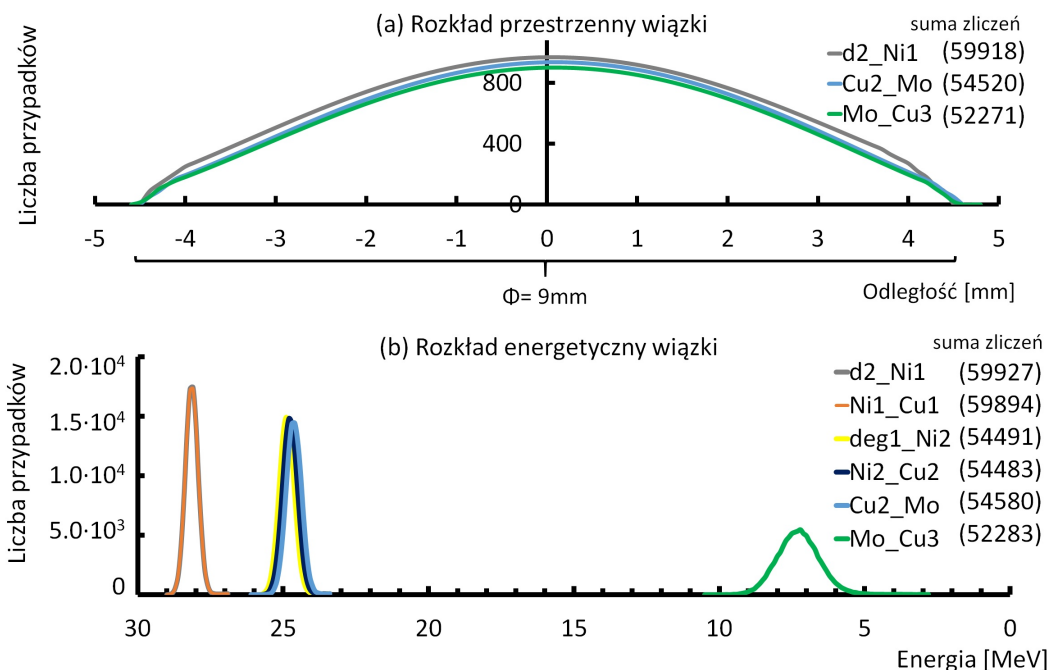 (a) Rozkład przestrzenny wiązki
suma zliczeń
d2_Ni1 (59918)
Cu2_Mo (54520)
Mo_Cu3 (52271)
Liczba przypadków
800
400
0
-5 -4 -3 -2 -1 0 1 2 3 4 5
Φ= 9mm
Odległość [mm]
(b) Rozkład energetyczny wiązki
suma zliczeń
d2_Ni1 (59927)
Ni1_Cu1 (59894)
deg1_Ni2 (54491)
Ni2_Cu2 (54483)
Cu2_Mo (54580)
Mo_Cu3 (52283)
Liczba przypadków
2.0·10⁴
1.5·10⁴
1.0·10⁴
5.0·10³
0
30 25 20 15 10 5 0
Energia [MeV]